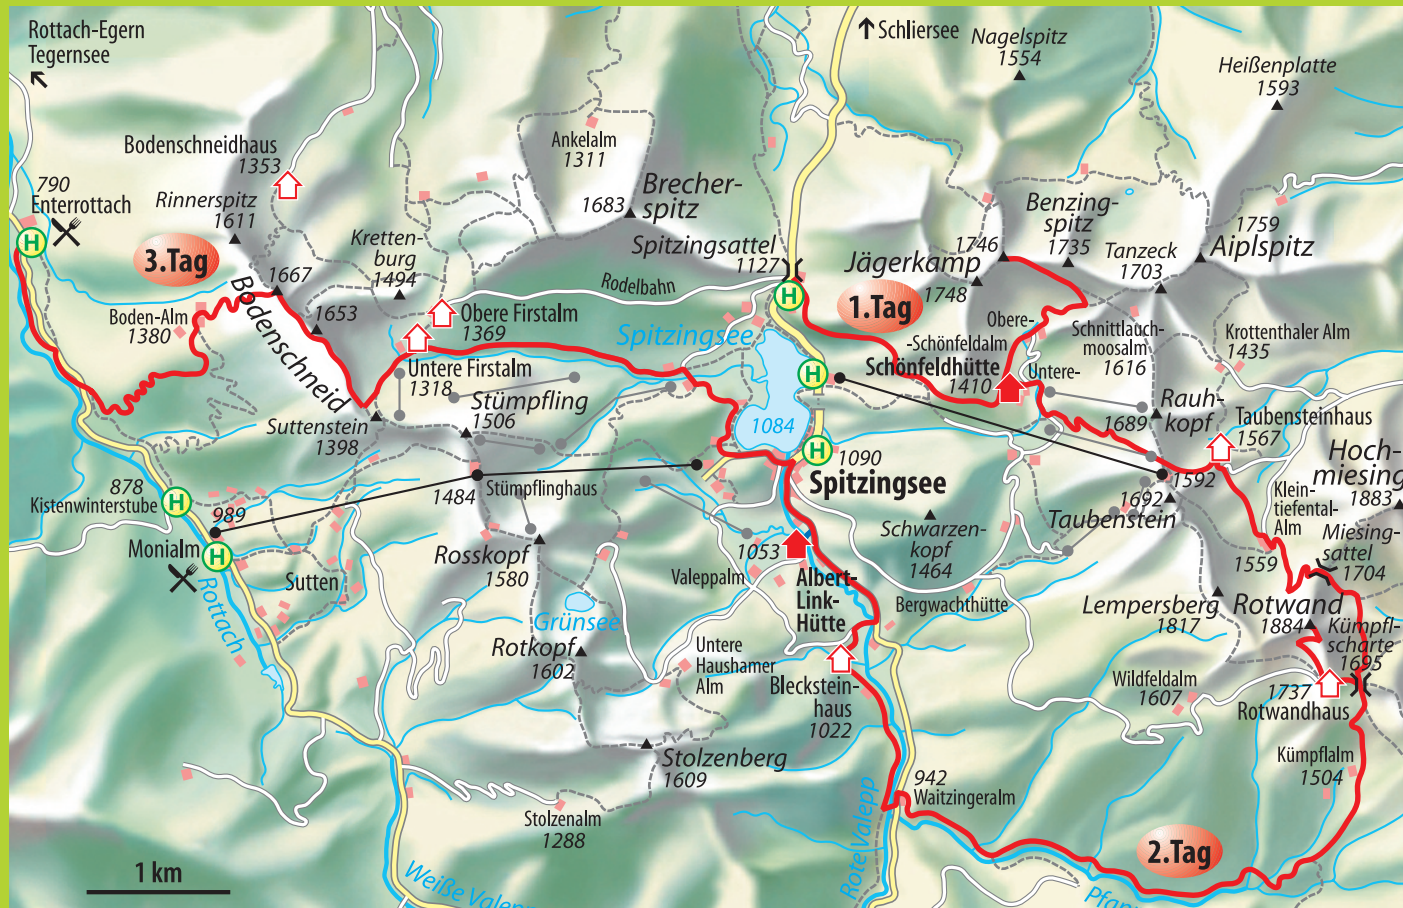 Rottach-Egern
Tegernsee
Schliersee
Nagelspitz
1554
Heißenplatte
1593
Bodenschneidhaus
1353
Ankelalm
1311
790
Enterrottach
H
Rinnerspitz
1611
Brecher-
spitz
1683
Benzing-
spitz
1735
1759
Aiplspitz
3.Tag
Kretten-
burg
1494
Spitzingsattel
1127
1746
Jägerkamp
1748
Tanzeck
1703
1667
Bodenschneid
1653
Rodelbahn
H
1.Tag
Boden-Alm
1380
Obere Firstalm
1369
Spitzingsee
Obere-
-Schönfeldalm
Schönfeldhütte
1410
Untere-
Schnittlauch-
moosalm
1616
Krottenthaler Alm
1435
Untere Firstalm
1318
H
Stümpfling
1506
Suttenstein
1398
1084
Rauh-
kopf
1689
Taubensteinhaus
1567
H
1090
Spitzingsee
Hoch-
miesing
1883
878
Kistenwinterstube
H
1484
Stümpflinghaus
1592
1692
Taubenstein
Klein-
tiefental-
Alm
989
Monialm
H
Rosskopf
1580
1053
Schwarzen-
kopf
1464
Miesing-
sattel
1704
1559
Sutten
Valeppalm
Albert-
Link-
Hütte
Bergwachthütte
Lempersberg
1817
Rotwand
1884
Rottach
Grünsee
Kümpfl-
scharte
1695
Rotkopf
1602
Untere
Haushamer
Alm
Bleckstein-
haus
1022
Wildfeldalm
1607
1737
Rotwandhaus
Stolzenberg
1609
Kümpflalm
1504
942
Waitzingeralm
Stolzenalm
1288
Rote Valepp
2.Tag
1 km
Weiße Valepp